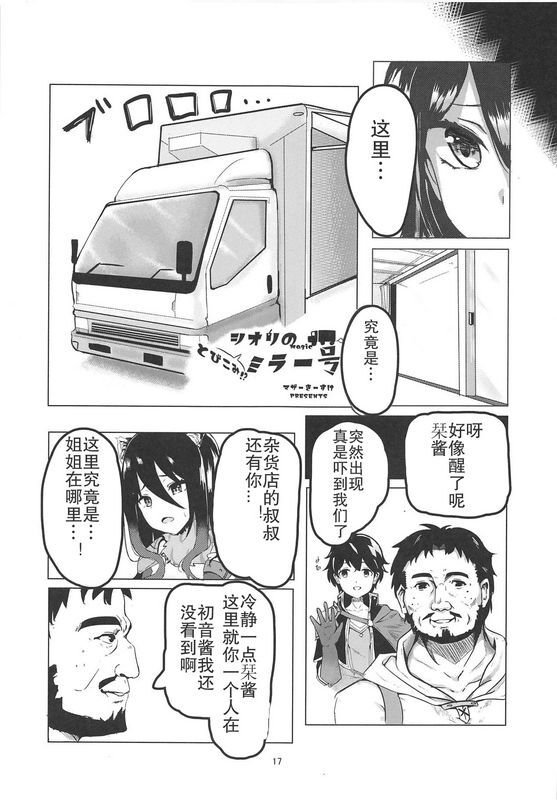 ブロロロ…
这里…
シオリの
magic
とびこみ!?
ミラー号
マザーさーすけ
PRESENTS
究竟是…
呀
好像醒了呢
栞酱
突然出现
真是吓到我们了
杂货店的叔叔
还有你…!
这里究竟是…
姐姐在哪里…!
冷静一点栞酱
这里就你一个人在
初音酱我还
没看到啊
17